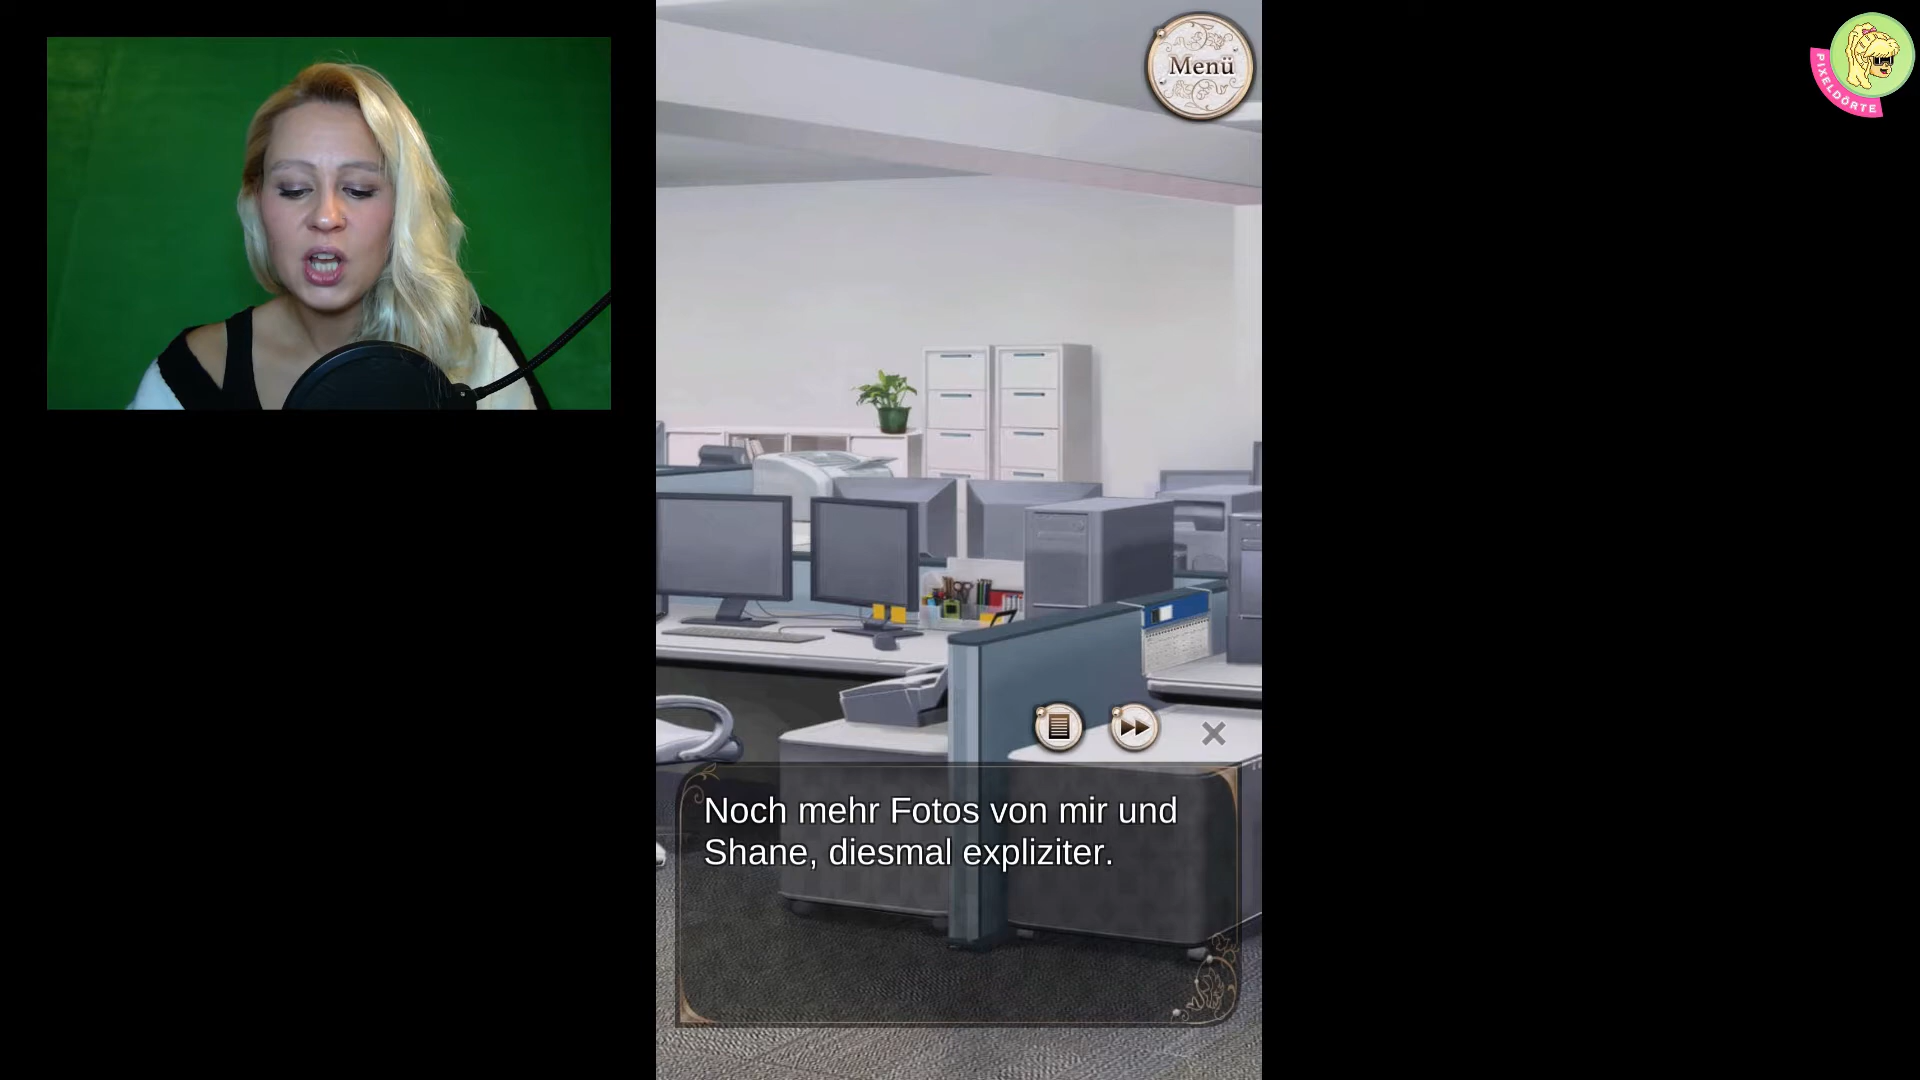 Menü
PIXELDÖRTE
Noch mehr Fotos von mir und
Shane, diesmal expliziter.